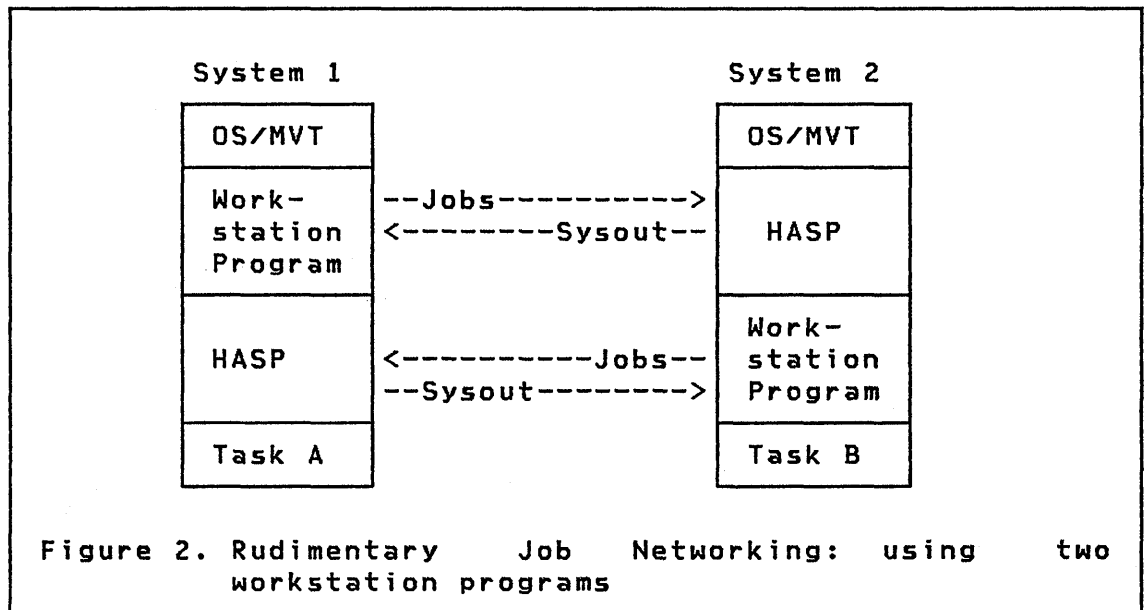 System 1 System 2
OS/MVT OS/MVT
Work- --Jobs---------->
station <--------Sysout-- HASP
Program
Work-
HASP <----------Jobs-- station
--Sysout--------> Program
Task A Task B
Figure 2. Rudimentary Job Networking: using two
workstation programs